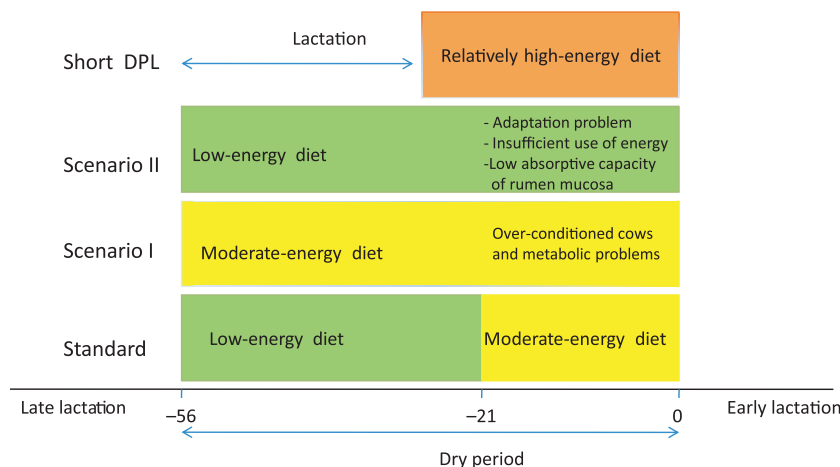 Lactation
Short DPL
Relatively high-energy diet
Scenario II
Low-energy diet
- Adaptation problem
- Insufficient use of energy
-Low absorptive capacity
of rumen mucosa
Scenario I
Moderate-energy diet
Over-conditioned cows
and metabolic problems
Standard
Low-energy diet
Moderate-energy diet
Late lactation
–56
–21
0
Early lactation
Dry period